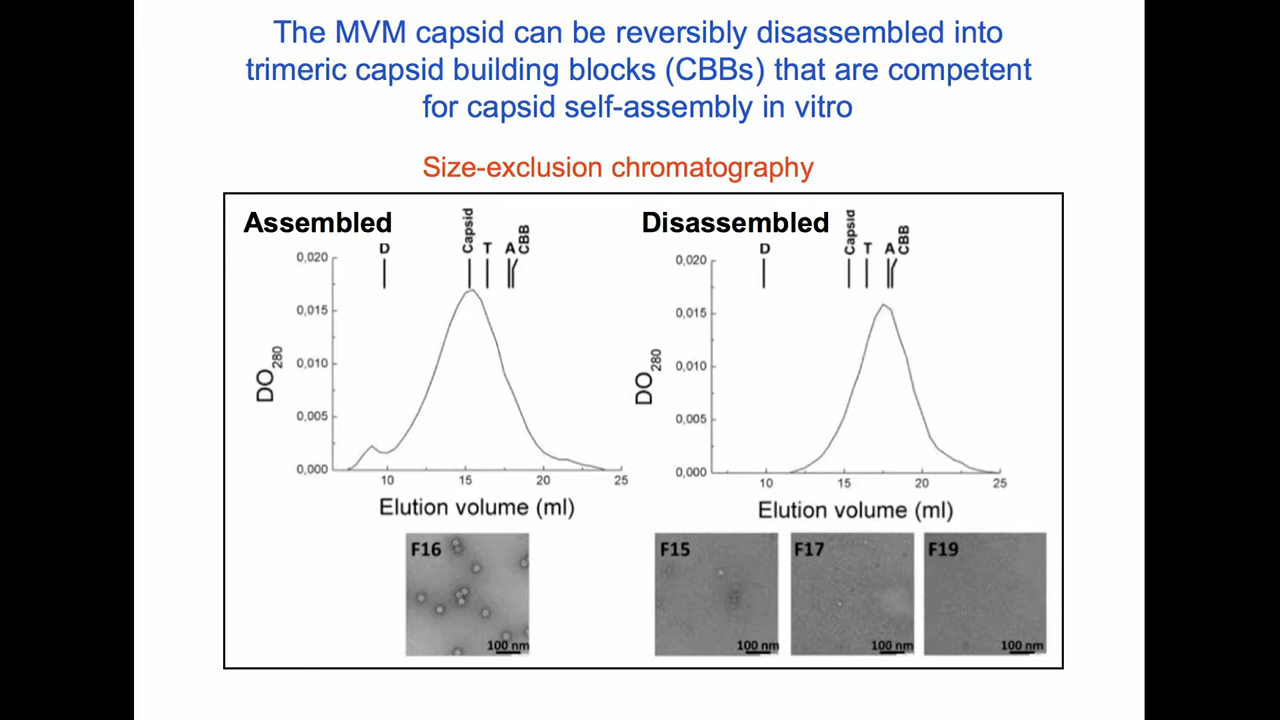 The MVM capsid can be reversibly disassembled into
trimeric capsid building blocks (CBBs) that are competent
for capsid self-assembly in vitro
Size-exclusion chromatography
Assembled
D
Capsid
T
A
CBB
0,020
0,015
0,010
0,005
0,000
DO280
10
15
20
25
Elution volume (ml)
F16
100 nm
Disassembled
D
Capsid
T
A
CBB
0,020
0,015
0,010
0,005
0,000
DO280
10
15
20
25
Elution volume (ml)
F15
100 nm
F17
100 nm
F19
100 nm